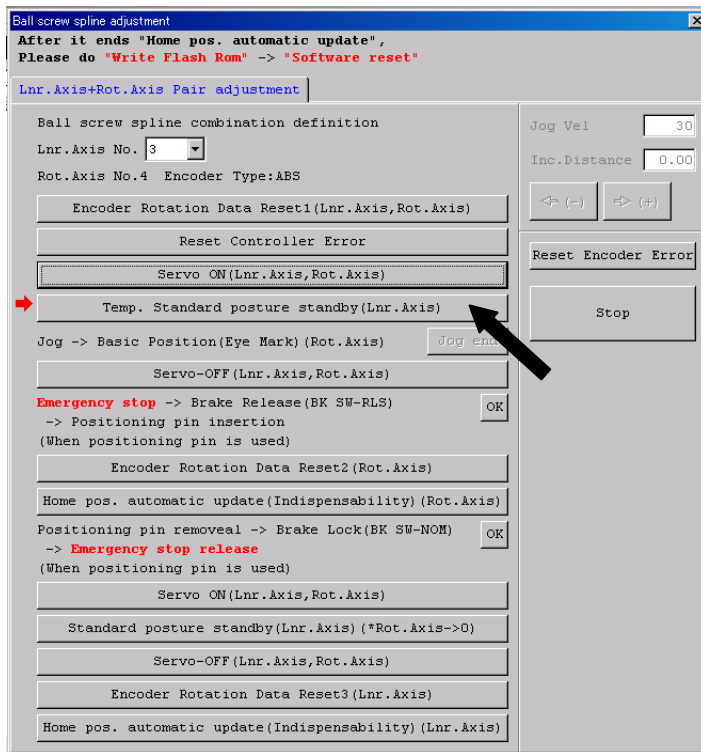 Ball screw spline adjustment
After it ends "Home pos. automatic update",
Please do "Write Flash Rom" -> "Software reset"
Lnr.Axis+Rot.Axis Pair adjustment
Ball screw spline combination definition
Lnr.Axis No. 3
Rot.Axis No.4 Encoder Type:ABS
Encoder Rotation Data Reset1(Lnr.Axis,Rot.Axis)
Reset Controller Error
Servo ON(Lnr.Axis,Rot.Axis)
Temp. Standard posture standby(Lnr.Axis)
Jog -> Basic Position(Eye Mark)(Rot.Axis)
Jog end
Servo-OFF(Lnr.Axis,Rot.Axis)
Emergency stop -> Brake Release(BK SW-RLS)
-> Positioning pin insertion
(When positioning pin is used)
OK
Encoder Rotation Data Reset2(Rot.Axis)
Home pos. automatic update(Indispensability)(Rot.Axis)
Positioning pin removeal -> Brake Lock(BK SW-NOM)
-> Emergency stop release
(When positioning pin is used)
OK
Servo ON(Lnr.Axis,Rot.Axis)
Standard posture standby(Lnr.Axis)(*Rot.Axis->0)
Servo-OFF(Lnr.Axis,Rot.Axis)
Encoder Rotation Data Reset3(Lnr.Axis)
Home pos. automatic update(Indispensability)(Lnr.Axis)
Jog Vel 30
Inc.Distance 0.00
(-)
(+)
Reset Encoder Error
Stop